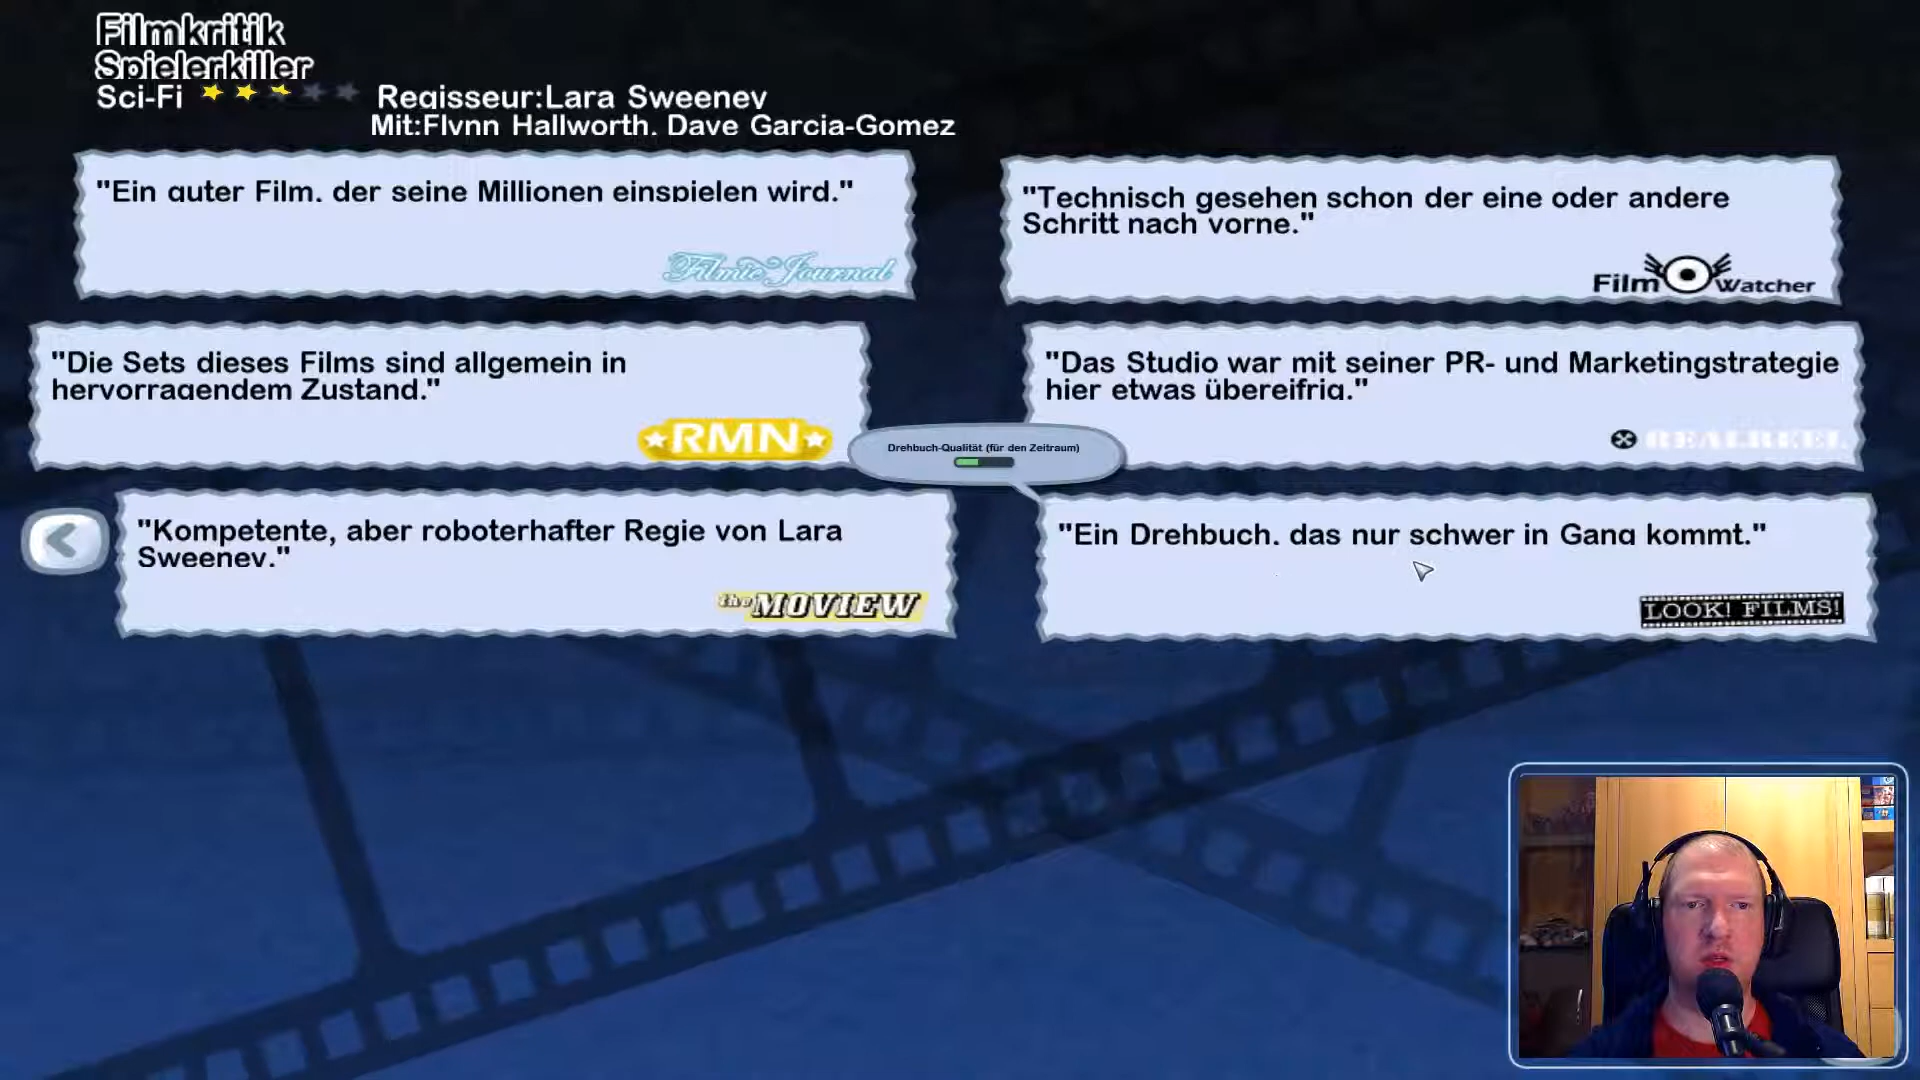 Filmkritik
Spielerkiller
Sci-Fi
Regisseur:Lara Sweeney
Mit:Flynn Hallworth, Dave Garcia-Gomez
"Ein guter Film, der seine Millionen einspielen wird."
Filmic Journal
"Technisch gesehen schon der eine oder andere
Schritt nach vorne."
Film Watcher
"Die Sets dieses Films sind allgemein in
hervorragendem Zustand."
RMN
"Das Studio war mit seiner PR- und Marketingstrategie
hier etwas übereifrig."
REALREEL
Drehbuch-Qualität (für den Zeitraum)
"Kompetente, aber roboterhafter Regie von Lara
Sweeney."
the MOVIEW
"Ein Drehbuch, das nur schwer in Gang kommt."
LOOK! FILMS!